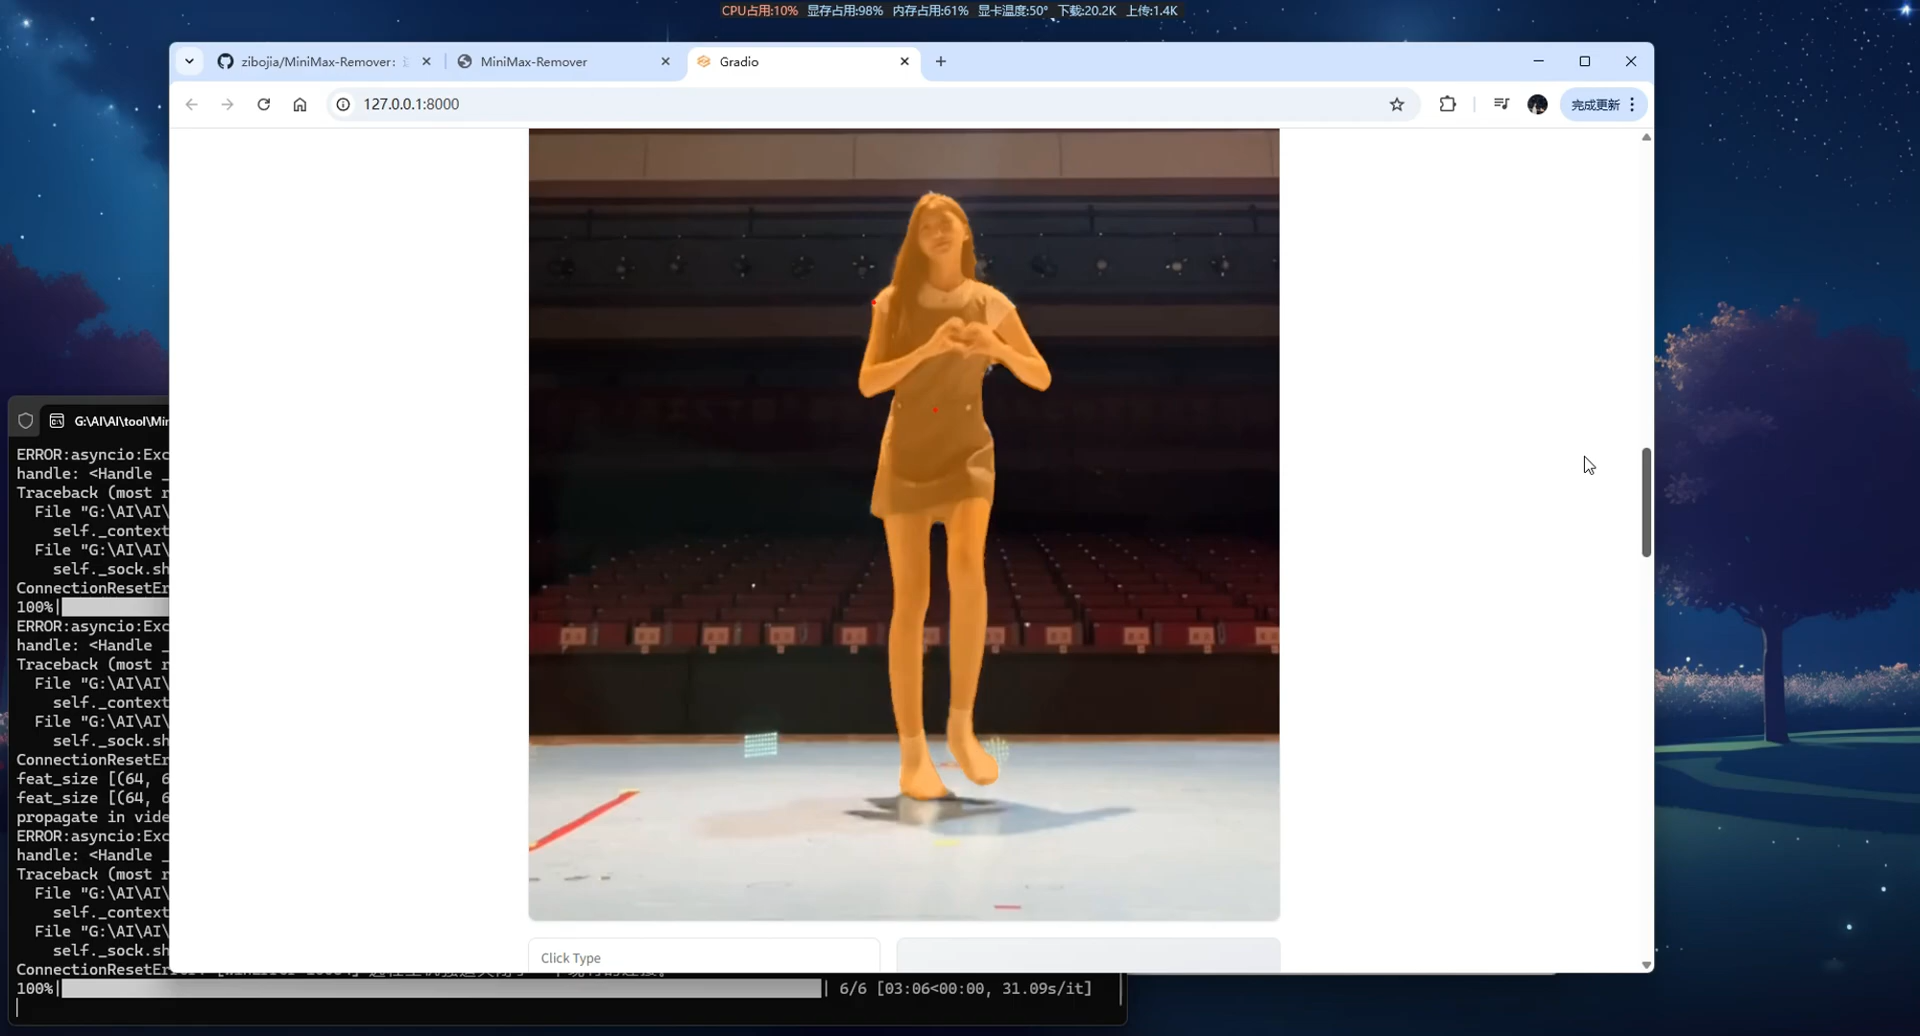 CPU占用:10% 显存占用:98% 内存占用:61% 显卡温度:50° 下载:20.2K 上传:1.4K
zibojia/MiniMax-Remover:
MiniMax-Remover
Gradio
127.0.0.1:8000
完成更新
G:\AI\AI\tool\Min
ERROR:asyncio:Exc
handle: <Handle _
Traceback (most r
File "G:\AI\AI\
self._context
File "G:\AI\AI\
self._sock.sh
ConnectionResetEr
100%|
ERROR:asyncio:Exc
handle: <Handle _
Traceback (most r
File "G:\AI\AI\
self._context
File "G:\AI\AI\
self._sock.sh
ConnectionResetEr
feat_size [(64, 6
feat_size [(64, 6
propagate in vide
ERROR:asyncio:Exc
handle: <Handle _
Traceback (most r
File "G:\AI\AI\
self._context
File "G:\AI\AI\
self._sock.sh
ConnectionResetEr
100%| | 6/6 [03:06<00:00, 31.09s/it]
Click Type